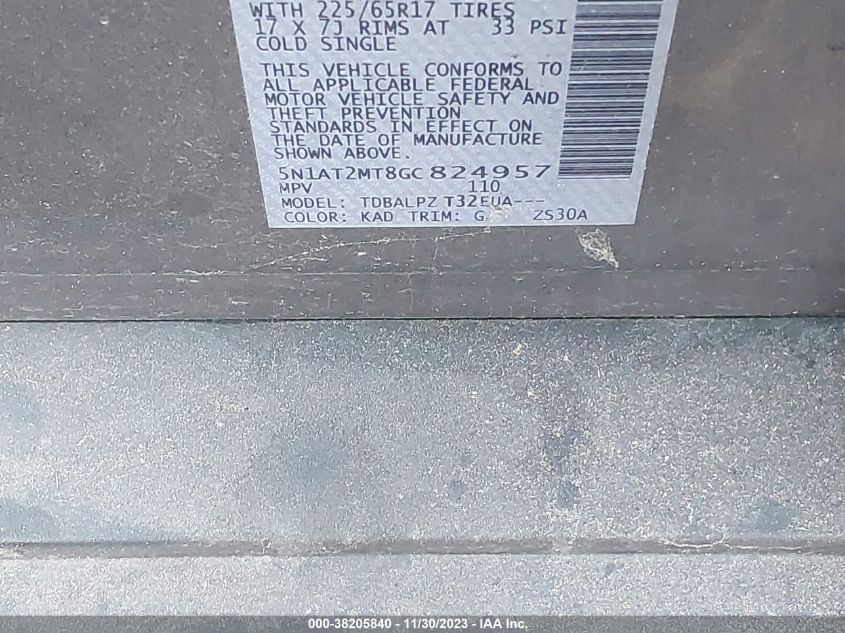 WITH 225/65R17 TIRES
17 X 7J RIMS AT 33 PSI
COLD SINGLE
THIS VEHICLE CONFORMS TO
ALL APPLICABLE FEDERAL
MOTOR VEHICLE SAFETY AND
THEFT PREVENTION
STANDARDS IN EFFECT ON
THE DATE OF MANUFACTURE
SHOWN ABOVE.
5N1AT2MT8GC824957
MPV 110
MODEL: TDBALPZ T32EUA---
COLOR: KAD TRIM: G ZS30A
000-38205840 - 11/30/2023 - IAA Inc.